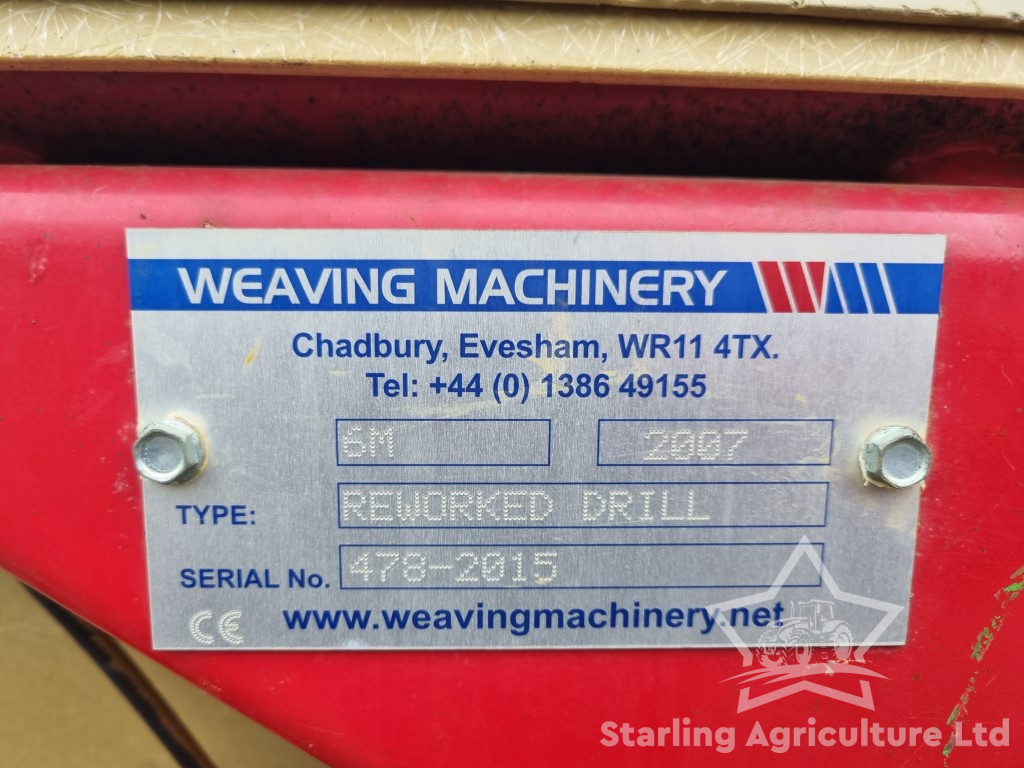 WEAVING MACHINERY
Chadbury, Evesham, WR11 4TX.
Tel: +44 (0) 1386 49155
6M 2007
TYPE: REWORKED DRILL
SERIAL No. 478-2015
CE www.weavingmachinery.net
Starling Agriculture Ltd